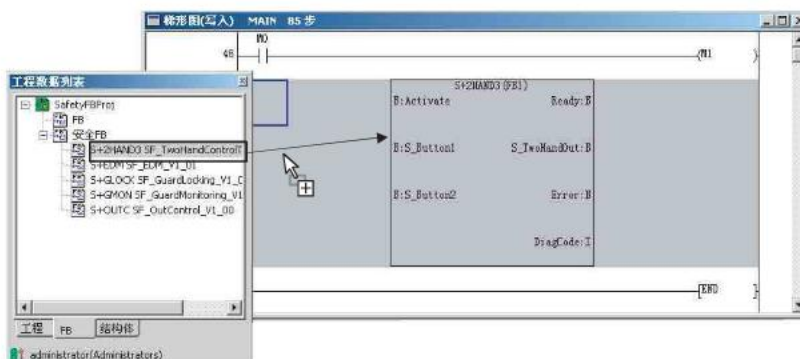 梯形图(写入) MAIN 85 步
M0
48
(M1 )
工程数据列表
SafetyFBProj
FB
安全FB
S+2HAND3 SF_TwoHandControlT
S+EDM SF_EDM_V1_01
S+GLOCK SF_GuardLocking_V1_C
S+GMON SF_GuardMonitoring_V1
S+OUTC SF_OutControl_V1_00
S+2HAND3(FB1)
B:Activate Ready:B
B:S_Button1 S_TwoHandOut:B
B:S_Button2 Error:B
DiagCode:I
[END ]
工程 FB 结构体
administrator(Administrators)